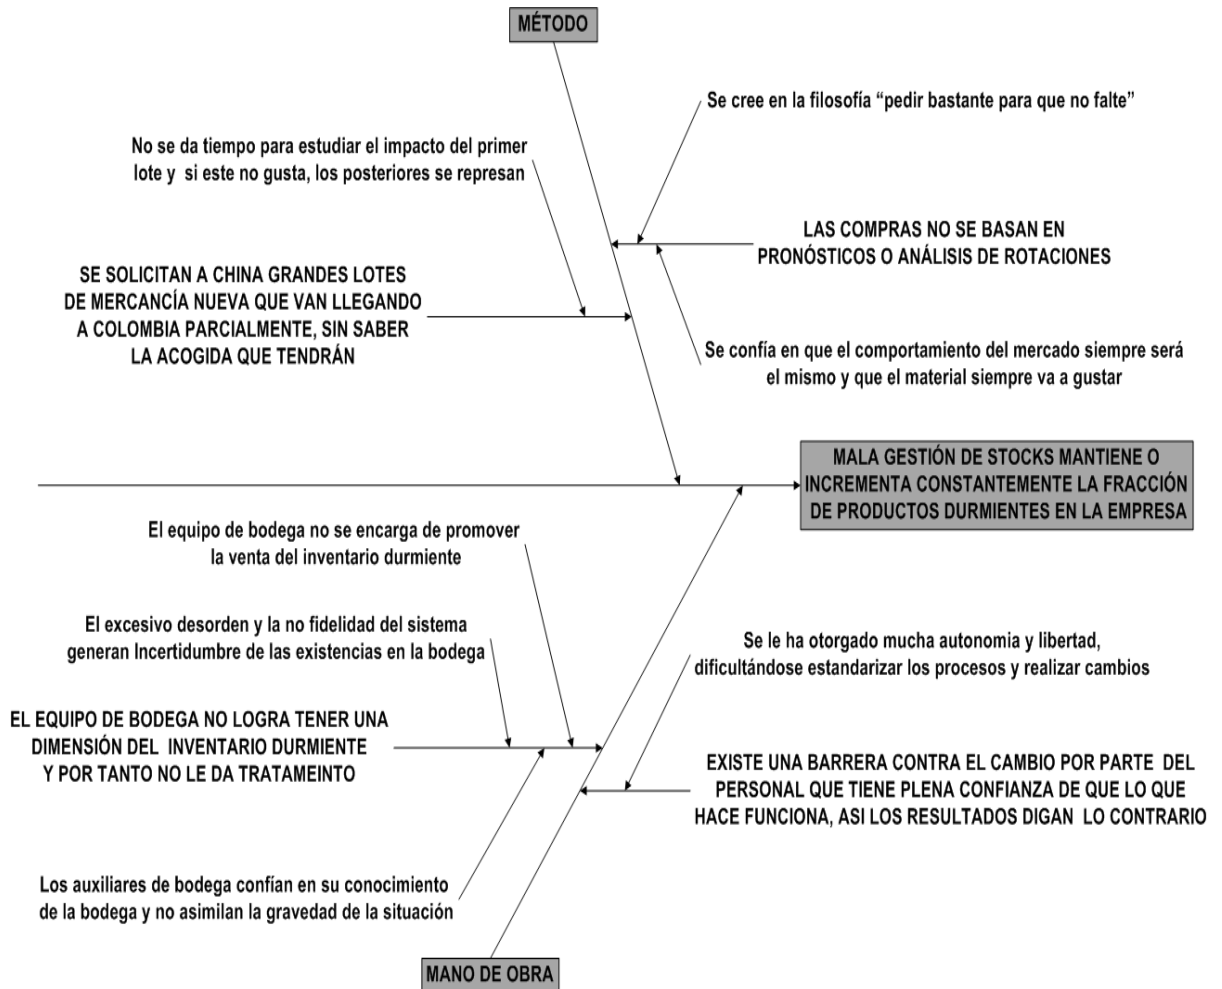 MÉTODO
Se cree en la filosofía “pedir bastante para que no falte”
No se da tiempo para estudiar el impacto del primer
lote y si este no gusta, los posteriores se represan
LAS COMPRAS NO SE BASAN EN
PRONÓSTICOS O ANÁLISIS DE ROTACIONES
SE SOLICITAN A CHINA GRANDES LOTES
DE MERCANCÍA NUEVA QUE VAN LLEGANDO
A COLOMBIA PARCIALMENTE, SIN SABER
LA ACOGIDA QUE TENDRÁN
Se confía en que el comportamiento del mercado siempre será
el mismo y que el material siempre va a gustar
MALA GESTIÓN DE STOCKS MANTIENE O
INCREMENTA CONSTANTEMENTE LA FRACCIÓN
DE PRODUCTOS DURMIENTES EN LA EMPRESA
El equipo de bodega no se encarga de promover
la venta del inventario durmiente
El excesivo desorden y la no fidelidad del sistema
generan Incertidumbre de las existencias en la bodega
Se le ha otorgado mucha autonomia y libertad,
dificultándose estandarizar los procesos y realizar cambios
EL EQUIPO DE BODEGA NO LOGRA TENER UNA
DIMENSIÓN DEL INVENTARIO DURMIENTE
Y POR TANTO NO LE DA TRATAMEINTO
EXISTE UNA BARRERA CONTRA EL CAMBIO POR PARTE DEL
PERSONAL QUE TIENE PLENA CONFIANZA DE QUE LO QUE
HACE FUNCIONA, ASI LOS RESULTADOS DIGAN LO CONTRARIO
Los auxiliares de bodega confían en su conocimiento
de la bodega y no asimilan la gravedad de la situación
MANO DE OBRA